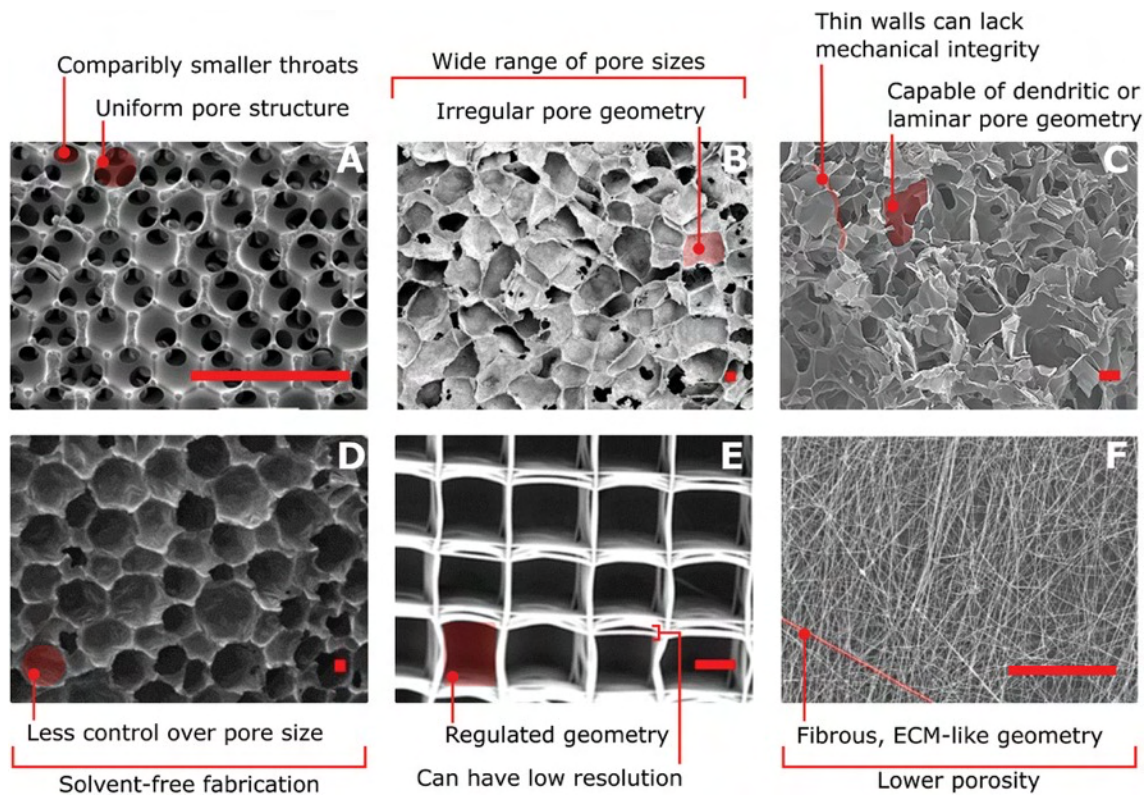 Comparibly smaller throats
Uniform pore structure
Wide range of pore sizes
Irregular pore geometry
Thin walls can lack
mechanical integrity
Capable of dendritic or
laminar pore geometry
A
B
C
D
E
F
Less control over pore size
Solvent-free fabrication
Regulated geometry
Can have low resolution
Fibrous, ECM-like geometry
Lower porosity